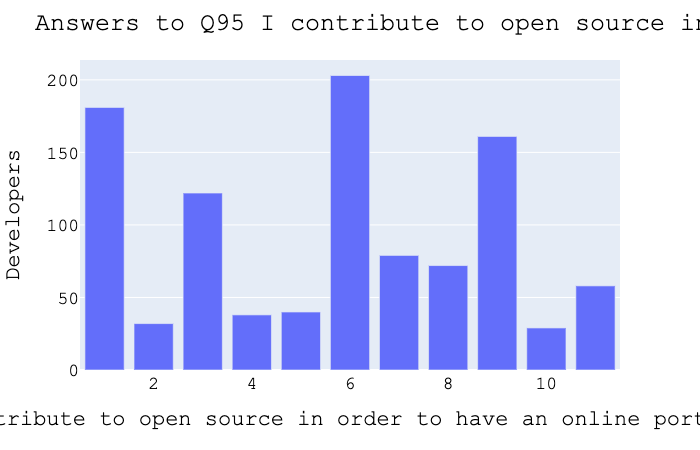 Answers to Q95 I contribute to open source in
200
150
100
50
0
Developers
2 4 6 8 10
tribute to open source in order to have an online port